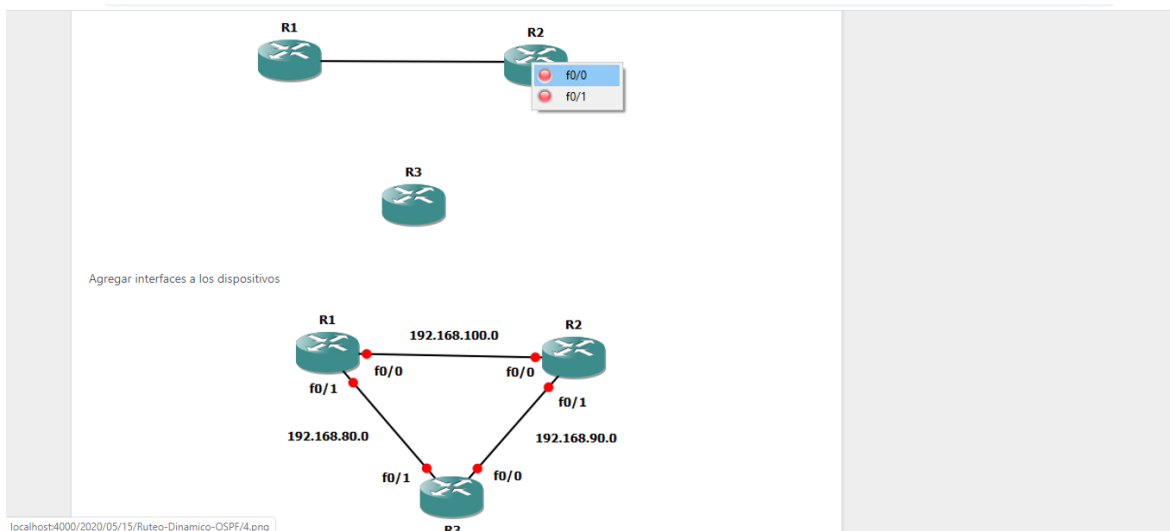 R1
R2
f0/0
f0/1
R3
Agregar interfaces a los dispositivos
R1
R2
192.168.100.0
f0/0
f0/0
f0/1
f0/1
192.168.80.0
192.168.90.0
f0/1
f0/0
R3
localhost:4000/2020/05/15/Ruteo-Dinamico-OSPF/4.png